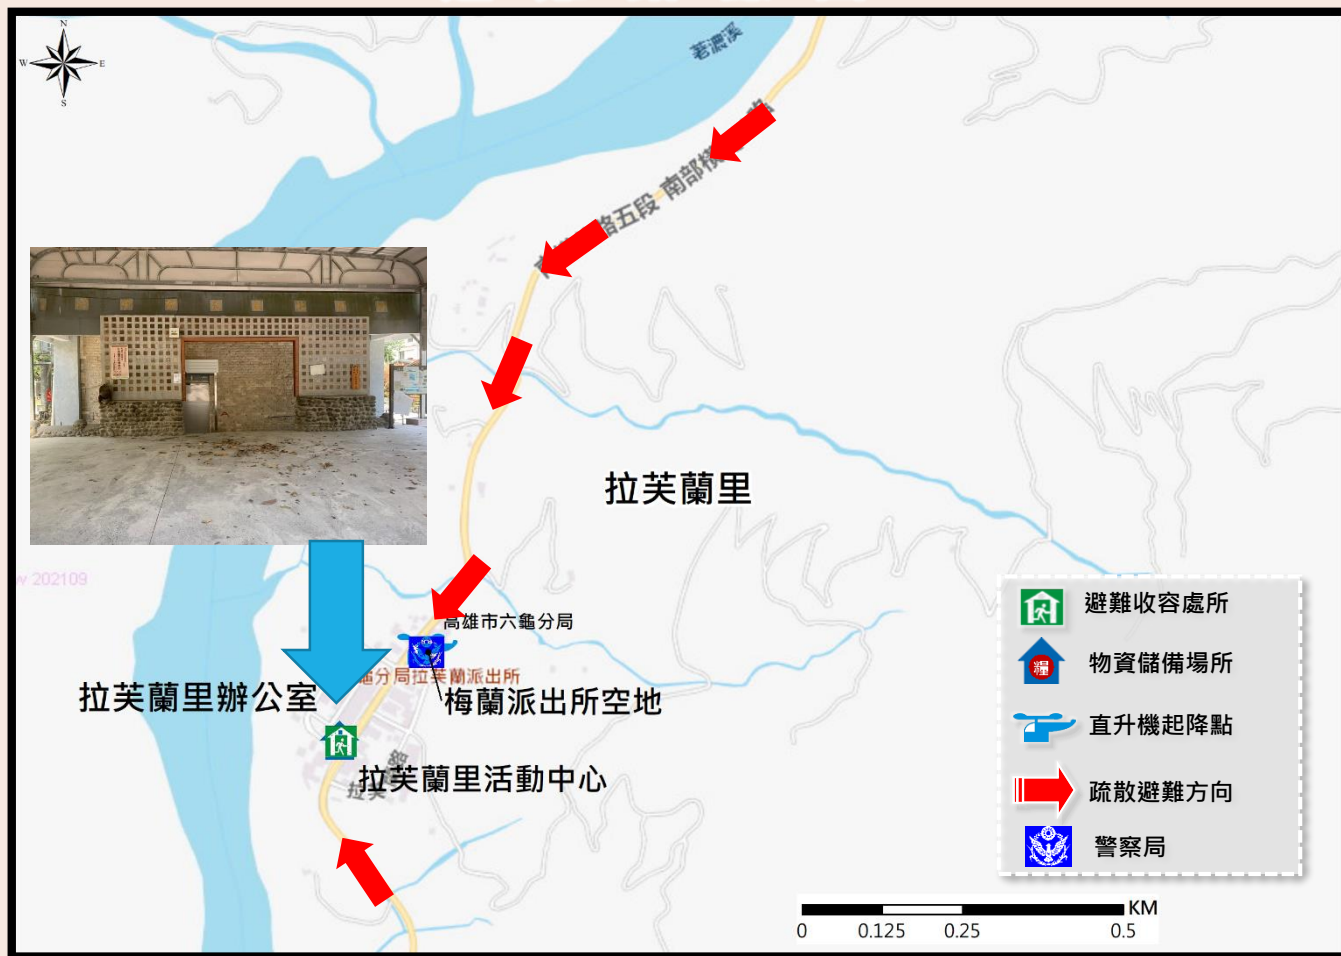 N
W
E
S
荖濃溪
路五段 南部橫
拉芙蘭里
w 202109
高雄市六龜分局
分局拉芙蘭派出所
拉芙蘭里辦公室
梅蘭派出所空地
拉芙蘭里活動中心
拉芙
路
避難收容處所
糧
物資儲備場所
直升機起降點
疏散避難方向
警察局
KM
0
0.125
0.25
0.5